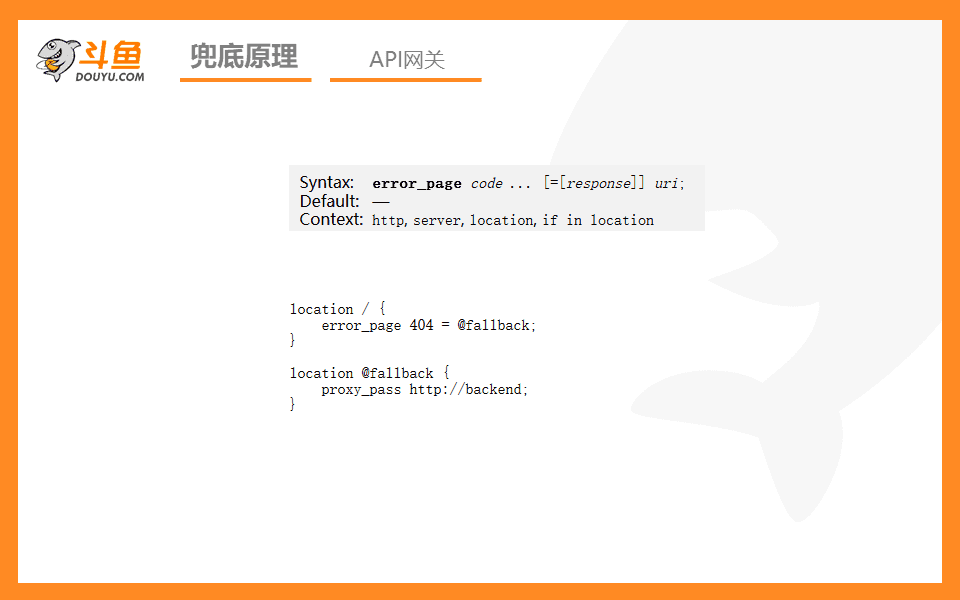 斗鱼
DOUYU.COM
兜底原理
API网关
Syntax: error_page code ... [=[response]] uri;
Default: —
Context: http, server, location, if in location
location / {
    error_page 404 = @fallback;
}
location @fallback {
    proxy_pass http://backend;
}